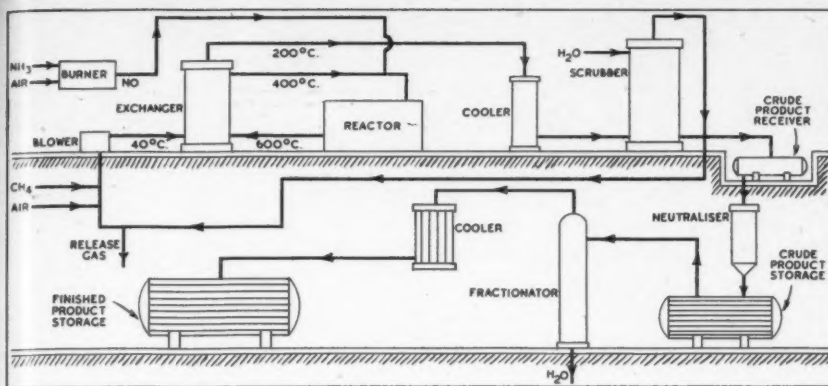 NH3
AIR
BURNER
NO
200°C.
400°C.
EXCHANGER
BLOWER
40°C.
600°C.
REACTOR
COOLER
H2O
SCRUBBER
CRUDE
PRODUCT
RECEIVER
CH4
AIR
RELEASE
GAS
COOLER
NEUTRALISER
FINISHED
PRODUCT
STORAGE
FRACTIONATOR
CRUDE
PRODUCT
STORAGE
H2O